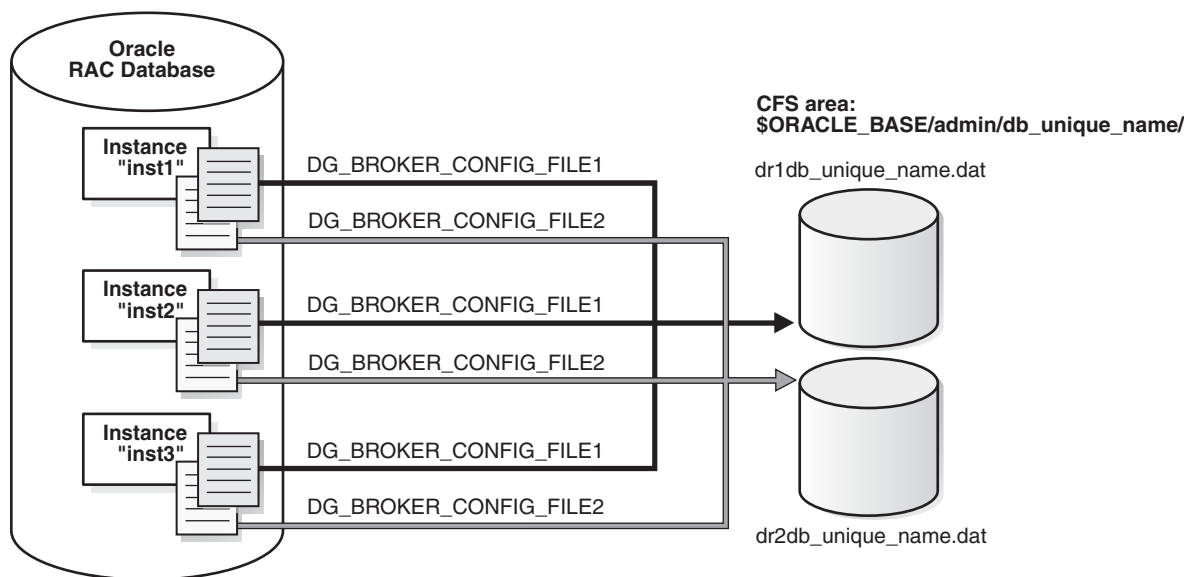 Oracle
RAC Database
CFS area:
$ORACLE_BASE/admin/db_unique_name/
Instance
"inst1"
DG_BROKER_CONFIG_FILE1
dr1db_unique_name.dat
DG_BROKER_CONFIG_FILE2
Instance
"inst2"
DG_BROKER_CONFIG_FILE1
DG_BROKER_CONFIG_FILE2
Instance
"inst3"
DG_BROKER_CONFIG_FILE1
DG_BROKER_CONFIG_FILE2
dr2db_unique_name.dat